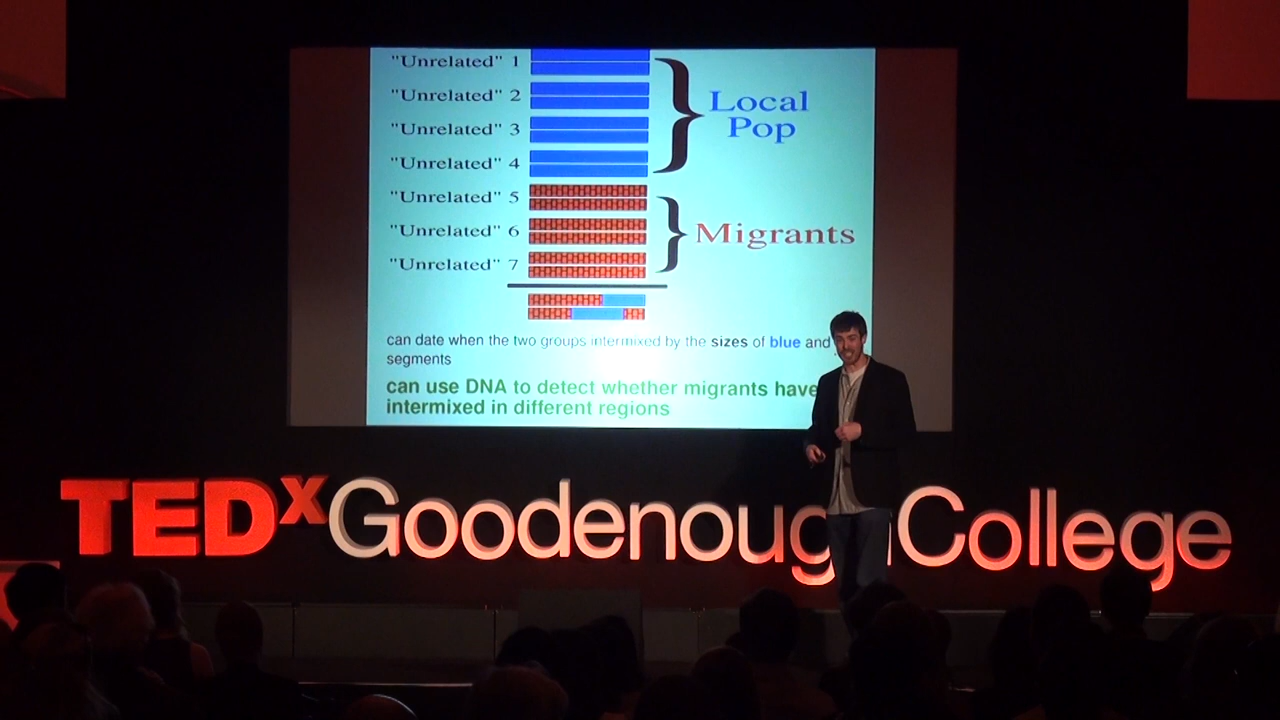 "Unrelated" 1
"Unrelated" 2
"Unrelated" 3
"Unrelated" 4
Local
Pop
"Unrelated" 5
"Unrelated" 6
"Unrelated" 7
Migrants
can date when the two groups intermixed by the sizes of blue and
segments
can use DNA to detect whether migrants have
intermixed in different regions
TEDxGoodenough College